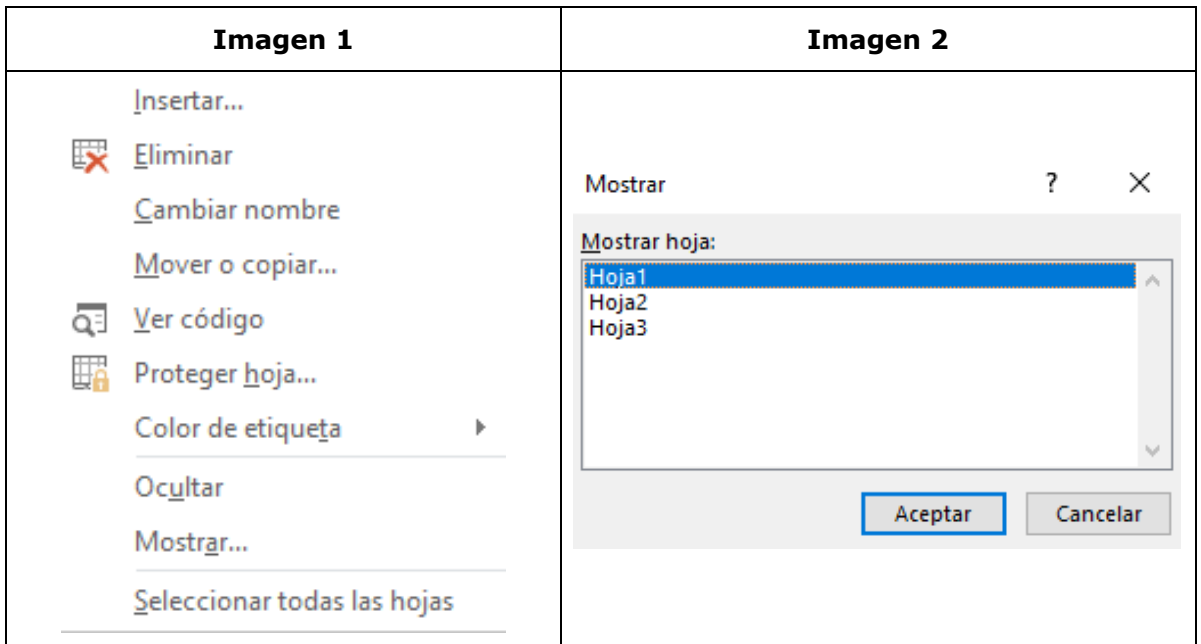 Imagen 1
Insertar...
Eliminar
Cambiar nombre
Mover o copiar...
Ver código
Proteger hoja...
Color de etiqueta
Ocultar
Mostrar...
Seleccionar todas las hojas
Imagen 2
Mostrar ?
Mostrar hoja:
Hoja1
Hoja2
Hoja3
Aceptar Cancelar